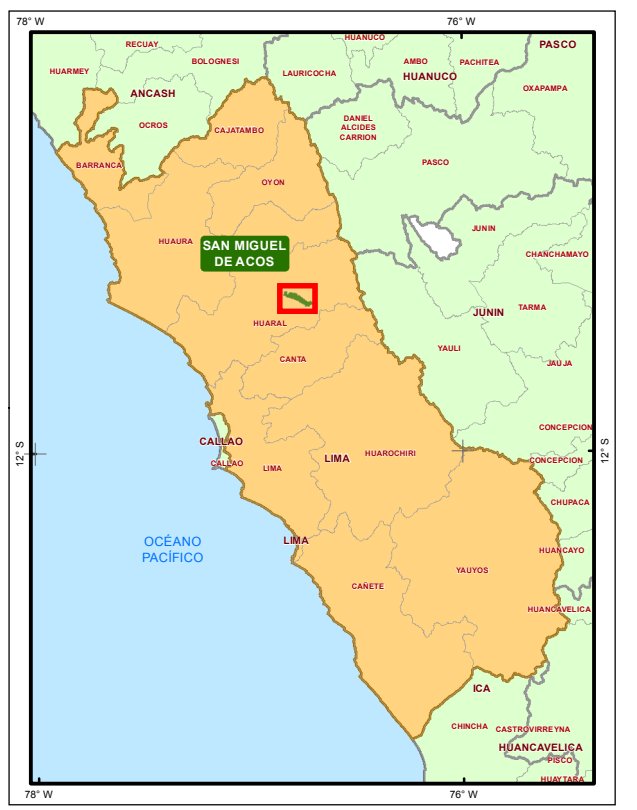 78° W
76° W
HUANUCO
RECUAY
PASCO
BOLOGNESI
AMBO
PACHITEA
HUARMEY
LAURICOCHA
HUANUCO
OXAPAMPA
ANCASH
DANIEL
ALCIDES
CARRION
OCROS
CAJATAMBO
PASCO
BARRANCA
OYON
JUNIN
HUAURA
SAN MIGUEL
DE ACOS
CHANCHAMAYO
TARMA
JUNIN
HUARAL
YAULI
CANTA
JAUJA
CONCEPCION
CALLAO
12° S
12° S
HUAROCHIRI
LIMA
CONCEPCION
CALLAO
LIMA
CHUPACA
OCÉANO
PACÍFICO
LIMA
HUANCAYO
YAUYOS
CAÑETE
HUANCAVELICA
ICA
CHINCHA
CASTROVIRREYNA
HUANCAVELICA
PISCO
HUAYTARA
78° W
76° W